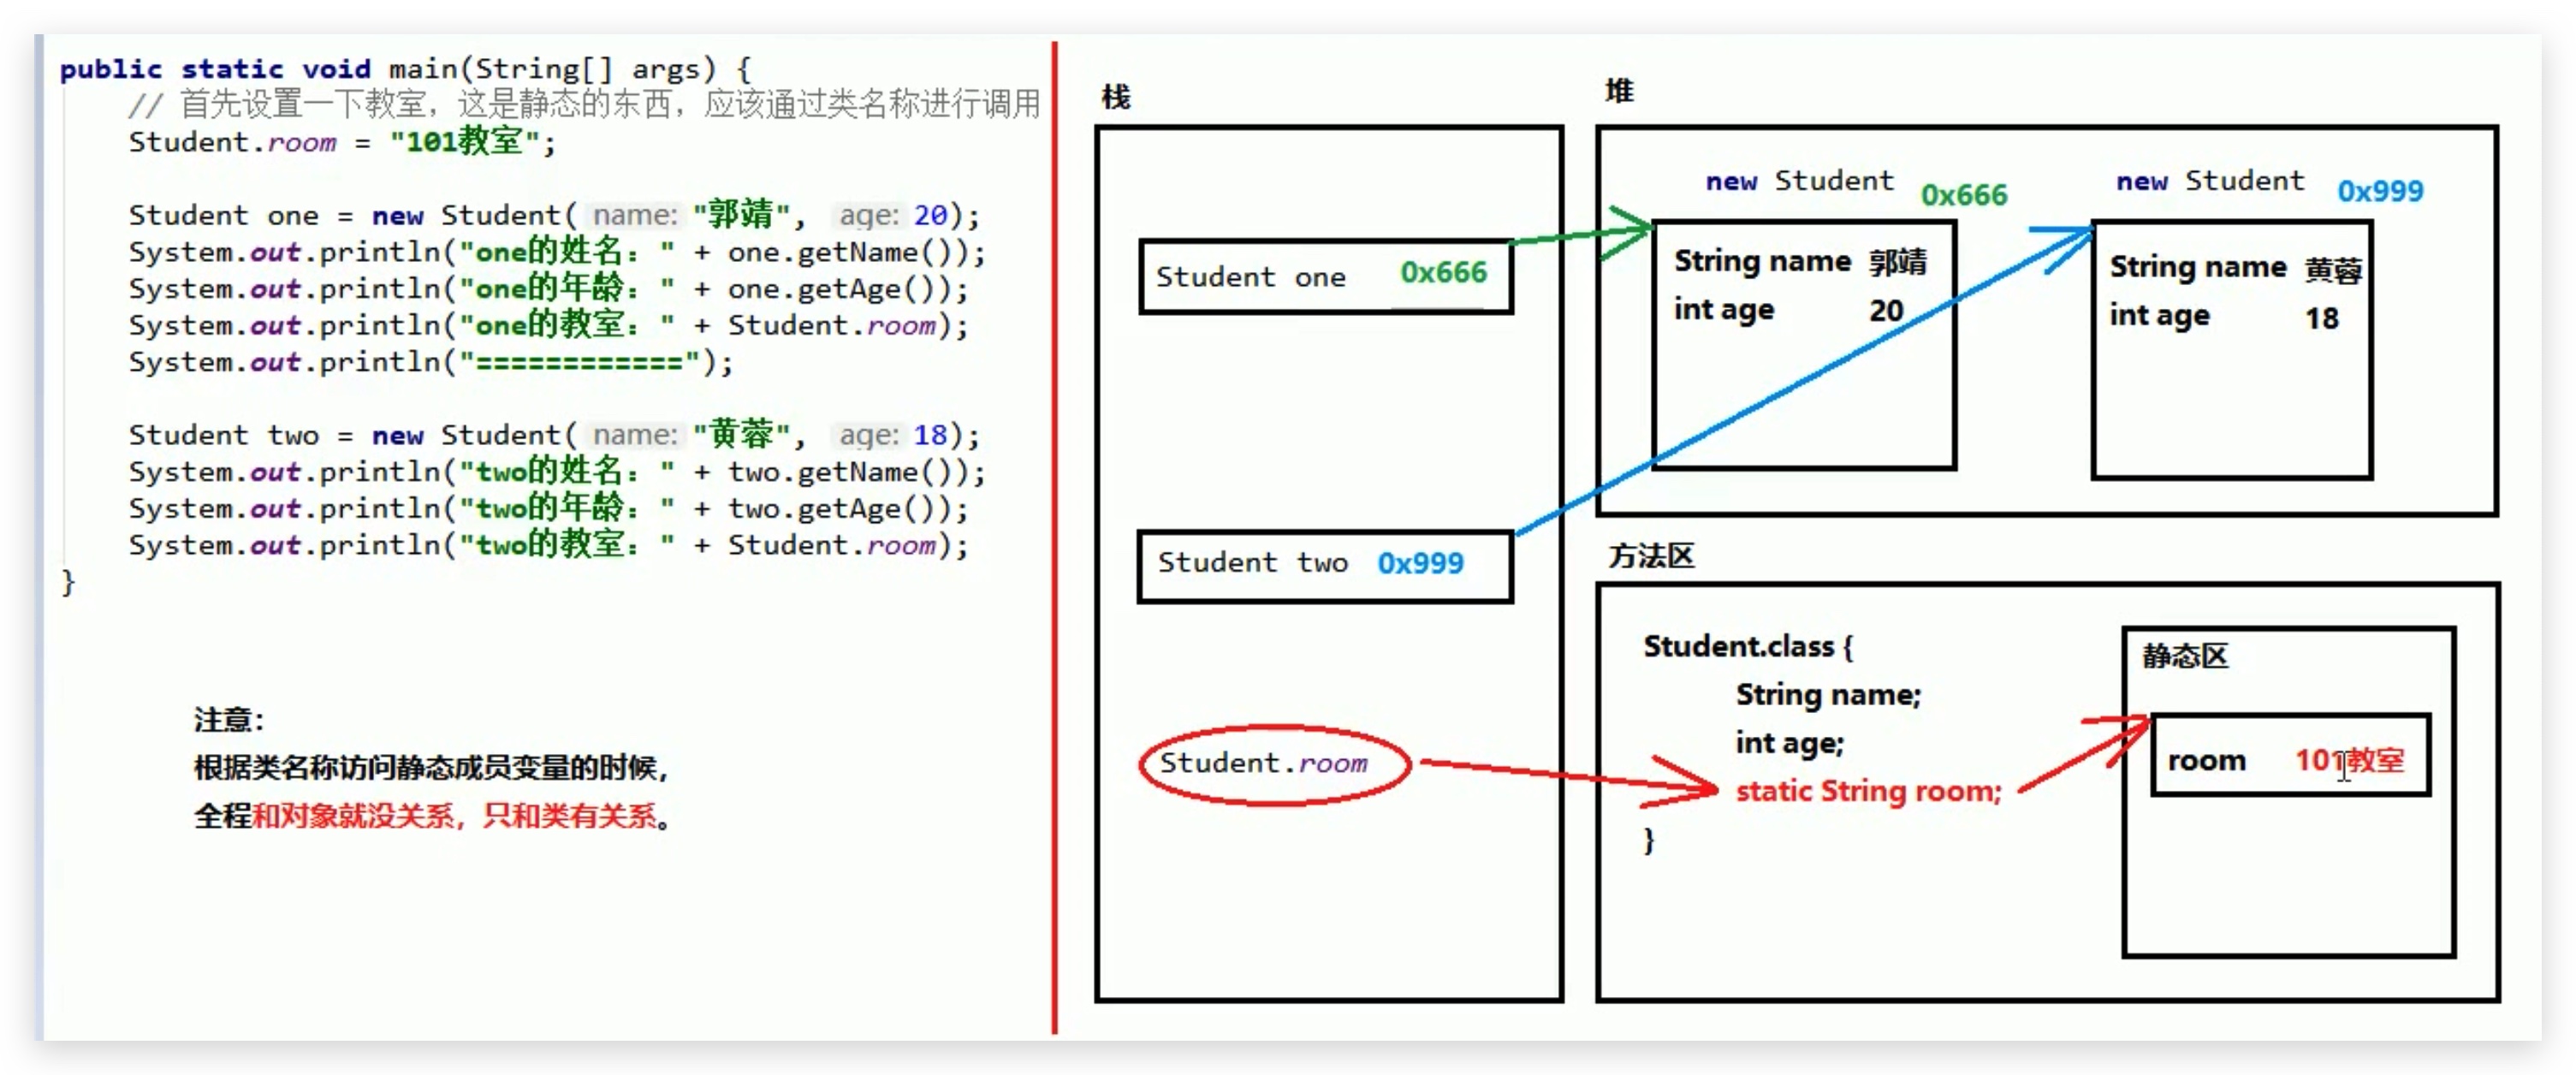 public static void main(String[] args) {
// 首先设置一下教室，这是静态的东西，应该通过类名称进行调用
Student.room = "101教室";
Student one = new Student( name: "郭靖", age: 20);
System.out.println("one的姓名：" + one.getName());
System.out.println("one的年龄：" + one.getAge());
System.out.println("one的教室：" + Student.room);
System.out.println("============");
Student two = new Student( name: "黄蓉", age: 18);
System.out.println("two的姓名：" + two.getName());
System.out.println("two的年龄：" + two.getAge());
System.out.println("two的教室：" + Student.room);
}
注意：
根据类名称访问静态成员变量的时候，
全程和对象就没关系，只和类有关系。
栈
Student one 0x666
Student two 0x999
Student.room
堆
new Student 0x666
String name 郭靖
int age 20
new Student 0x999
String name 黄蓉
int age 18
方法区
Student.class {
String name;
int age;
static String room;
}
静态区
room 101教室